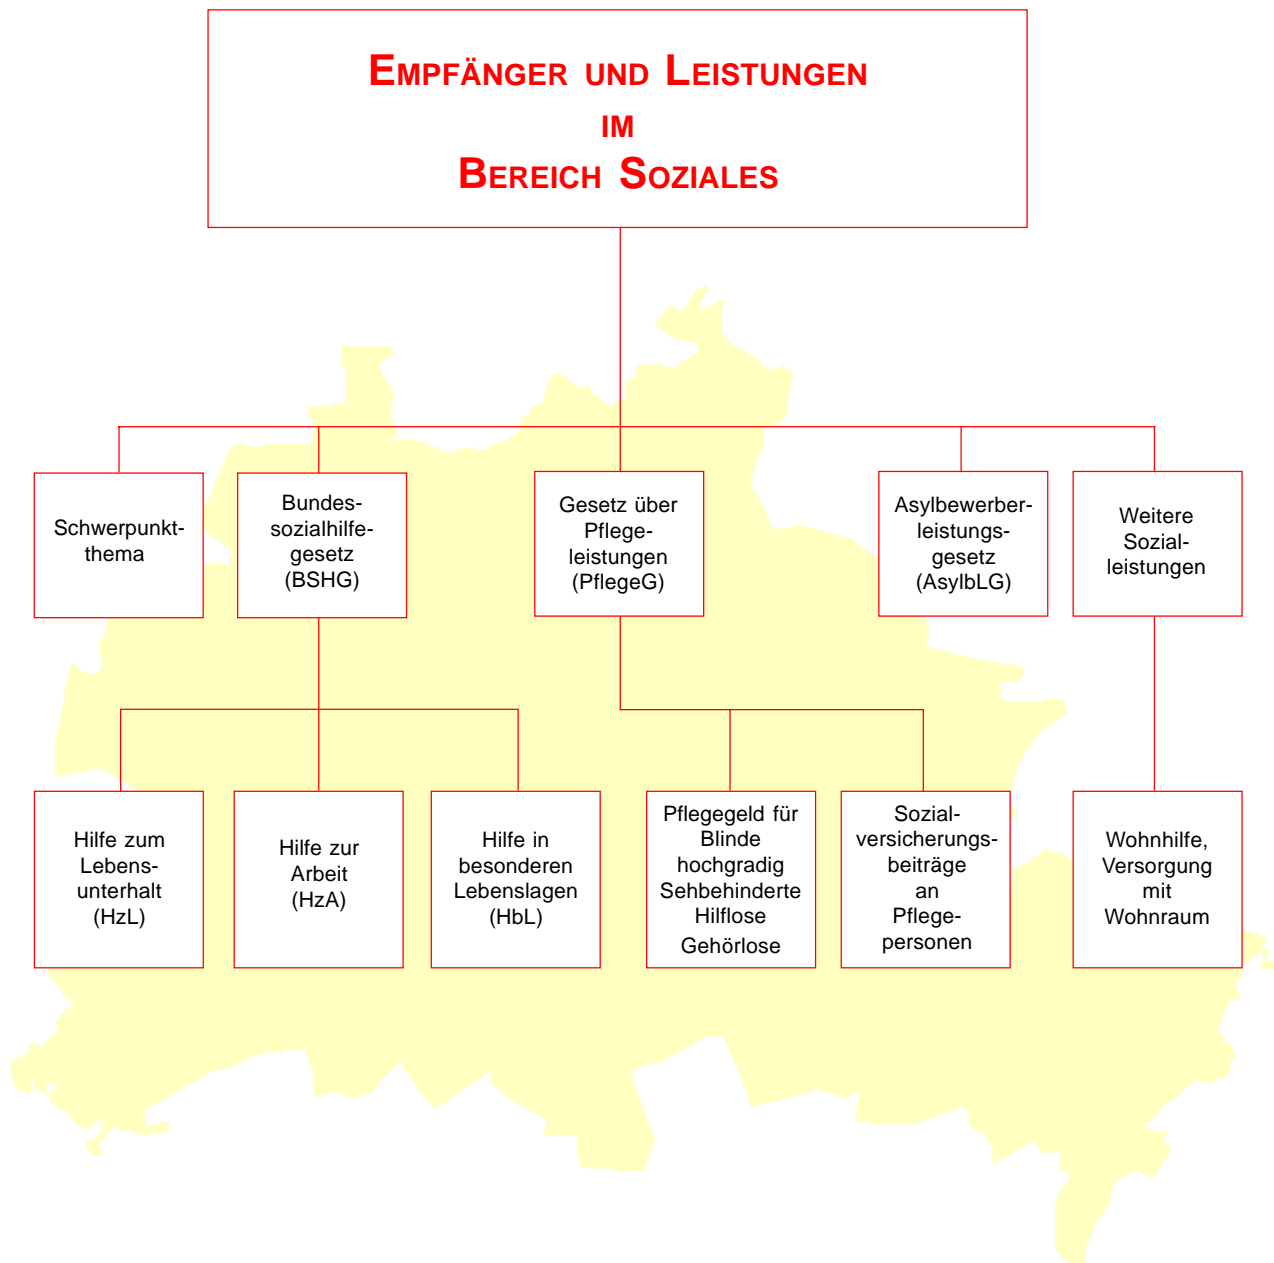 EMPFÄNGER UND LEISTUNGEN
IM
BEREICH SOZIALES
Schwerpunkt-
thema
Bundes-
sozialhilfe-
gesetz
(BSHG)
Gesetz über
Pflege-
leistungen
(PflegeG)
Asylbewerber-
leistungs-
gesetz
(AsylbLG)
Weitere
Sozial-
leistungen
Hilfe zum
Lebens-
unterhalt
(HzL)
Hilfe zur
Arbeit
(HzA)
Hilfe in
besonderen
Lebenslagen
(HbL)
Pflegegeld für
Blinde
hochgradig
Sehbehinderte
Hilflose
Gehörlose
Sozial-
versicherungs-
beiträge
an
Pflege-
personen
Wohnhilfe,
Versorgung
mit
Wohnraum